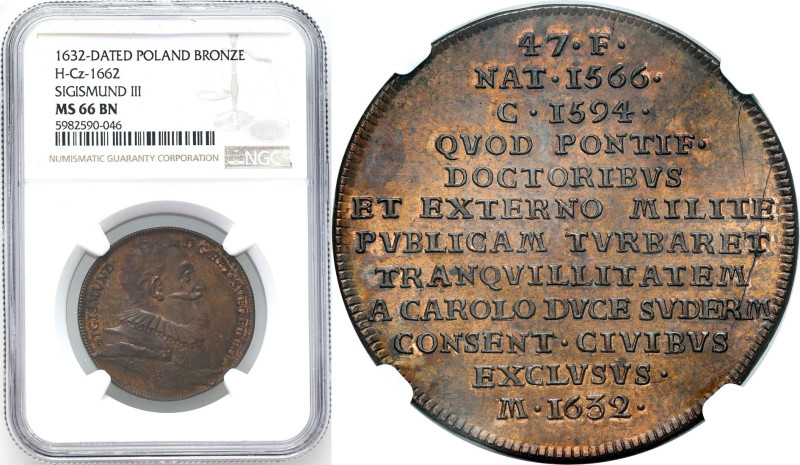 1632-DATED POLAND BRONZE
H-Cz-1662
SIGISMUND III
MS 66 BN
5982590-046
NUMISMATIC GUARANTY CORPORATION
NGC
SIGISMUND
47·F·
NAT·1566·
C·1594·
QVOD PONTIF·
DOCTORIBVS
ET EXTERNO MILITE
PVBLICAM TVRBARET
TRANQVILLITATEM
A CAROLO DVCE SVDERM
CONSENT·CIVIBVS
EXCLVSVS·
M·1632·